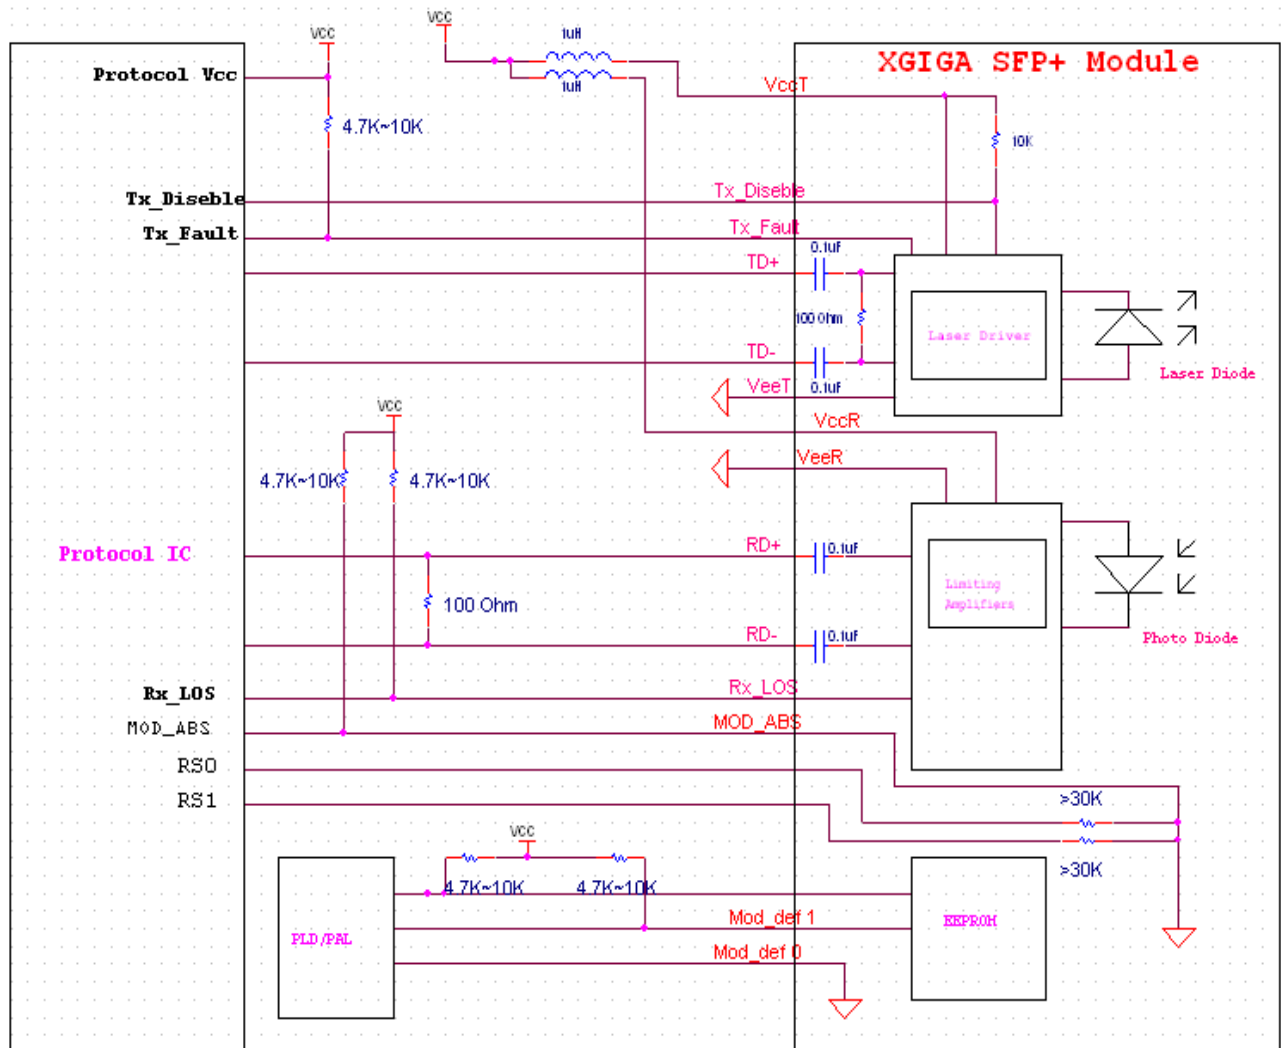 VCC
VCC
1uH
1uH
XGIGA SFP+ Module
Protocol Vcc
VccT
4.7K~10K
10K
Tx_Diseble
Tx_Diseble
Tx_Fault
Tx_Fault
0.1uF
TD+
100 Ohm
Laser Driver
TD-
Laser Diode
VeeT
0.1uF
VCC
VccR
VeeR
4.7K~10K
4.7K~10K
Protocol IC
RD+
0.1uF
Limiting
Amplifiers
100 Ohm
RD-
0.1uF
Photo Diode
Rx_LOS
Rx_LOS
MOD_ABS
MOD_ABS
RS0
RS1
>30K
VCC
>30K
4.7K~10K
4.7K~10K
Mod_def 1
EEPROM
PLD/PAL
Mod_def 0